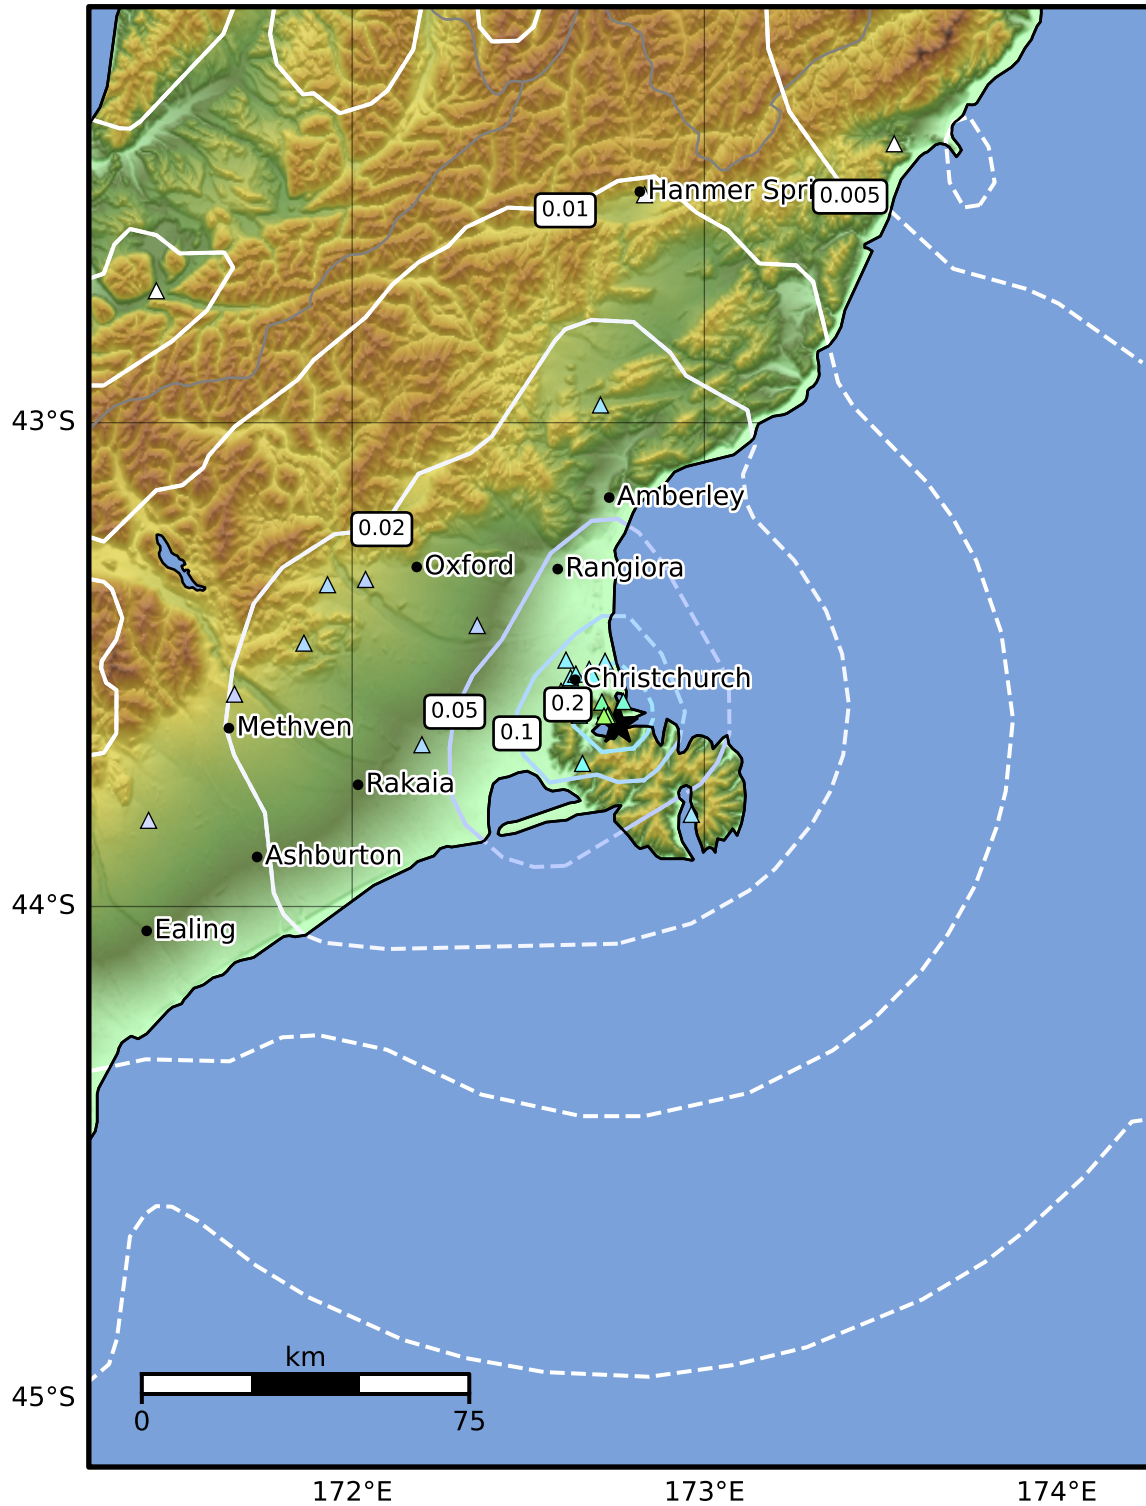 Hanmer Spri
0.005
0.01
43°S
Amberley
0.02
Oxford
Rangiora
Christchurch
0.2
0.05
0.1
Methven
Rakaia
Ashburton
44°S
Ealing
km
0
75
45°S
172°E
173°E
174°E